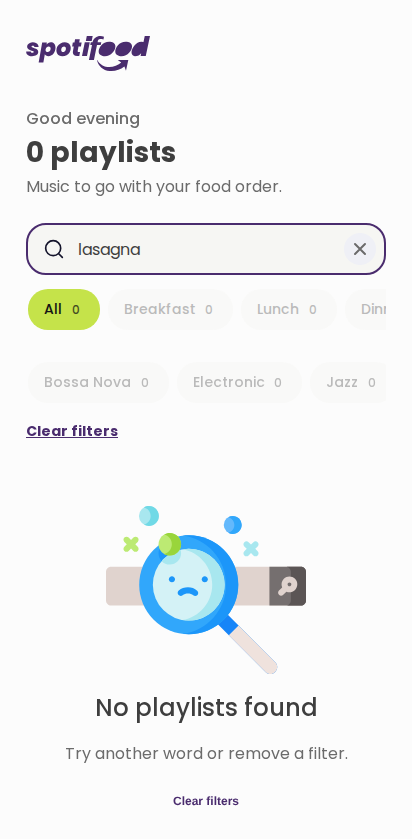 spotifood
Good evening
0 playlists
Music to go with your food order.
lasagna
All 0 Breakfast 0 Lunch 0 Dinn
Bossa Nova 0 Electronic 0 Jazz 0
Clear filters
No playlists found
Try another word or remove a filter.
Clear filters